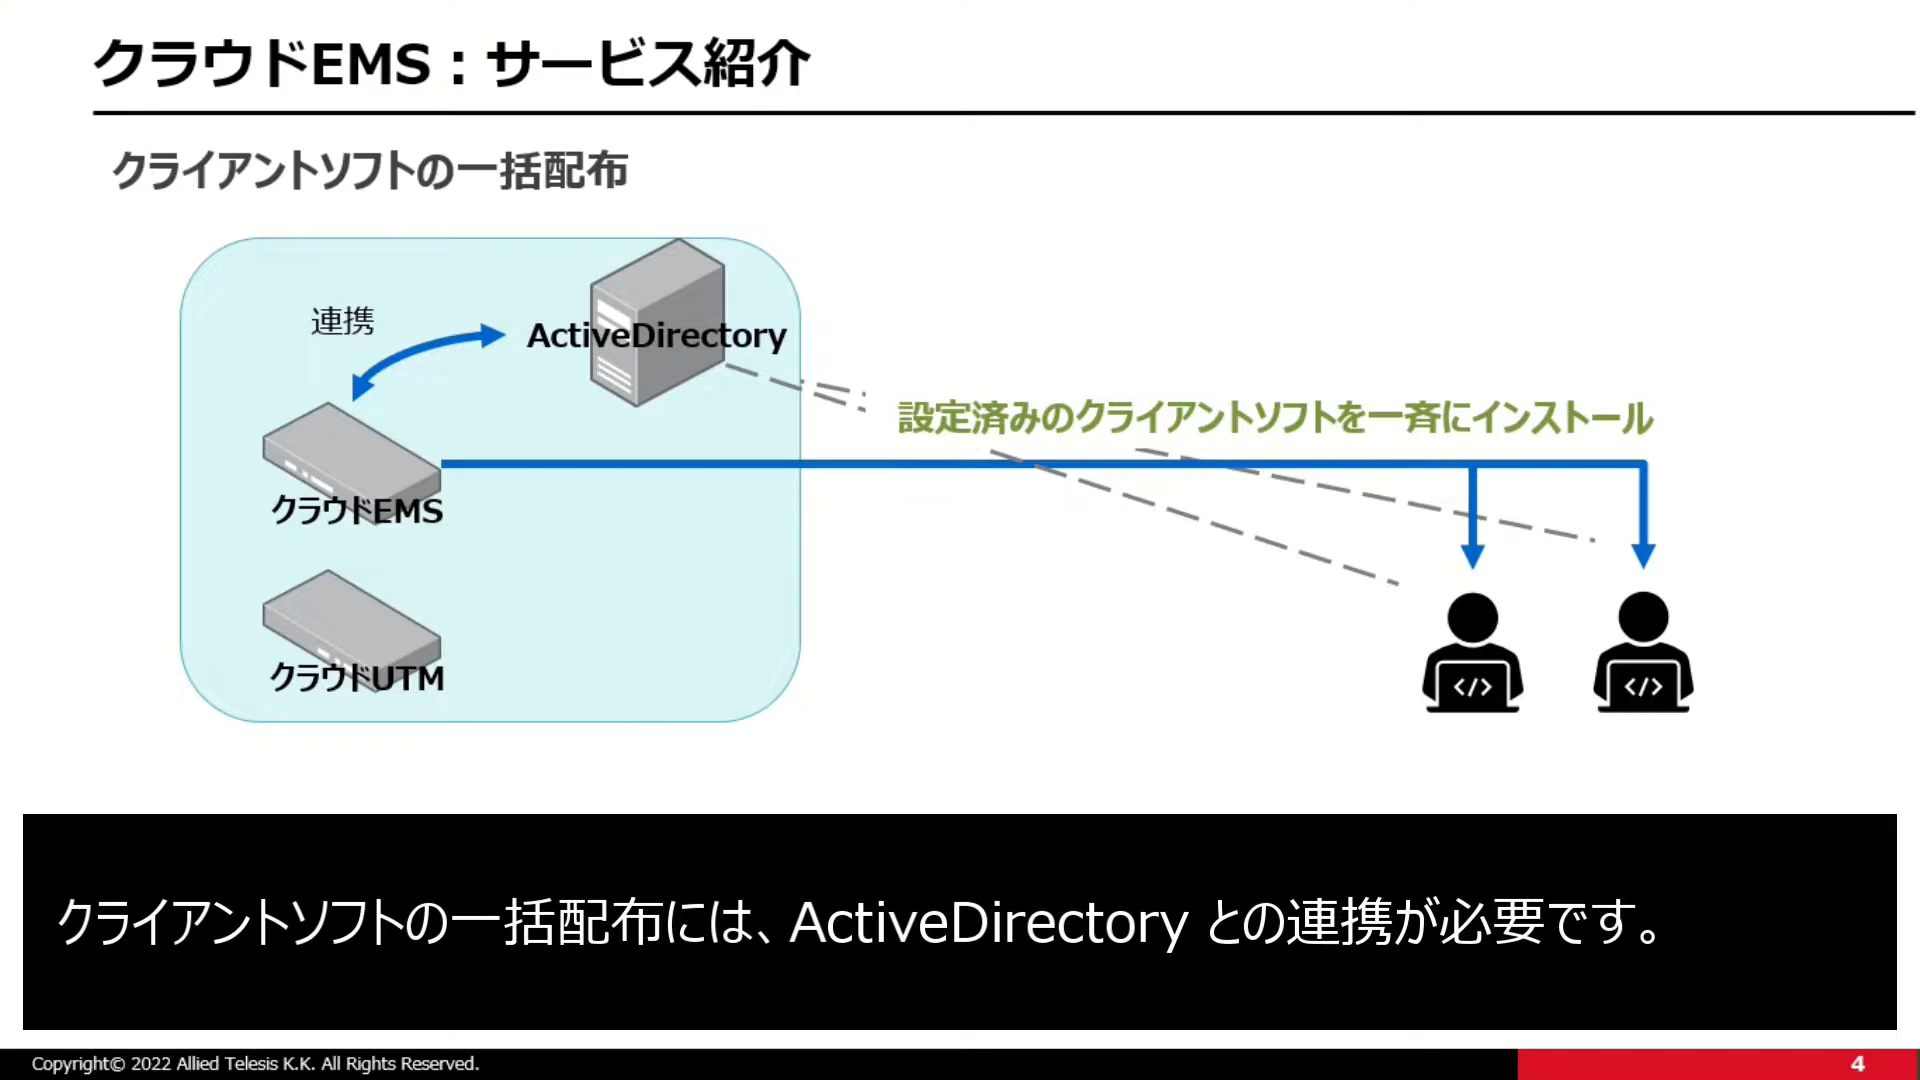 クラウドEMS：サービス紹介
クライアントソフトの一括配布
連携
ActiveDirectory
設定済みのクライアントソフトを一斉にインストール
クラウドEMS
クラウドUTM
</>
</>
クライアントソフトの一括配布には、ActiveDirectory との連携が必要です。
Copyright© 2022 Allied Telesis K.K. All Rights Reserved.
4